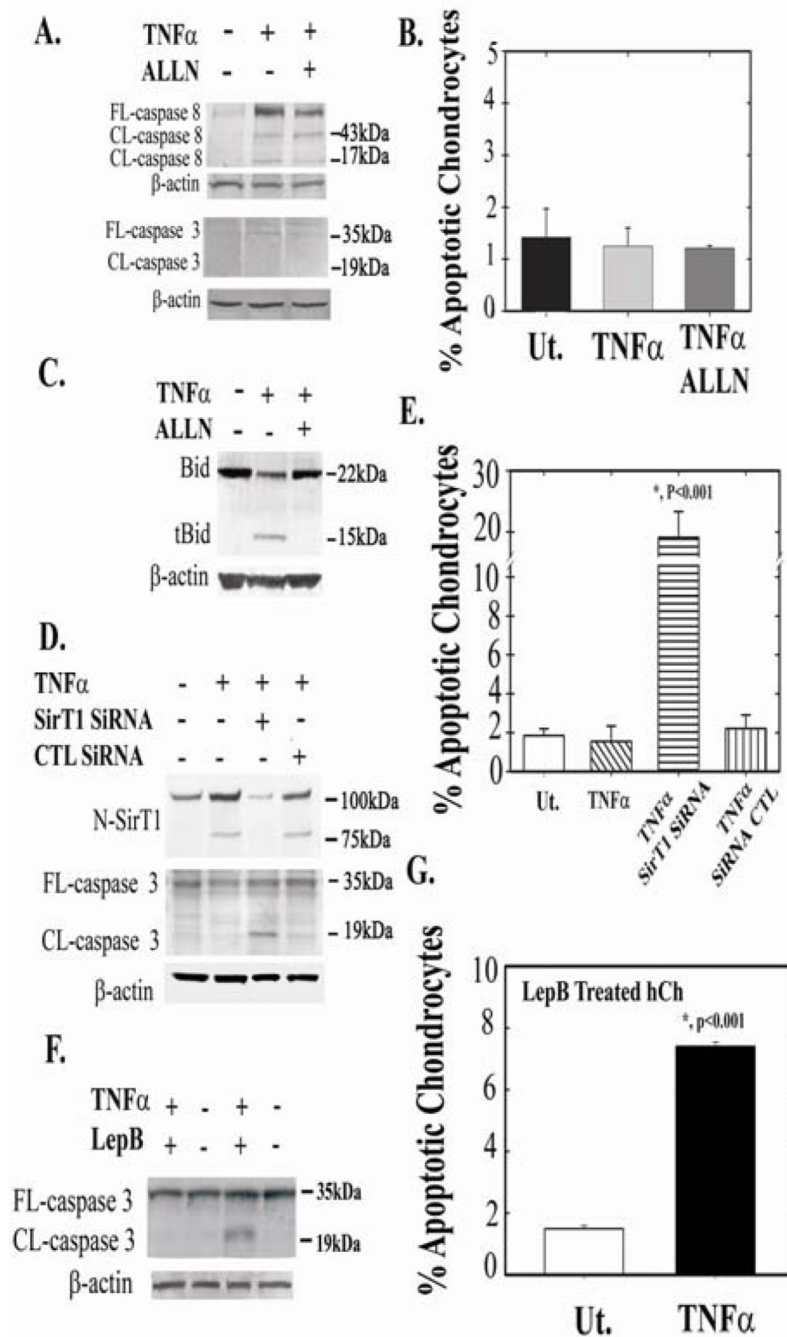 A.
TNFα - + +
ALLN - - +
FL-caspase 8
CL-caspase 8 -43kDa
CL-caspase 8 -17kDa
β-actin
FL-caspase 3 -35kDa
CL-caspase 3 -19kDa
β-actin
B.
% Apoptotic Chondrocytes
5
4
3
2
1
0
Ut. TNFα TNFα
ALLN
C.
TNFα - + +
ALLN - - +
Bid -22kDa
tBid -15kDa
β-actin
D.
TNFα - + + +
SirT1 SiRNA - - + -
CTL SiRNA - - - +
N-SirT1 -100kDa
-75kDa
FL-caspase 3 -35kDa
CL-caspase 3 -19kDa
β-actin
E.
% Apoptotic Chondrocytes
30
20
10
8
6
4
2
0
*, P<0.001
Ut. TNFα TNFα SirT1 SiRNA TNFα SiRNA CTL
F.
TNFα + - + -
LepB + - + -
FL-caspase 3 -35kDa
CL-caspase 3 -19kDa
β-actin
G.
% Apoptotic Chondrocytes
10
8
6
4
2
0
LepB Treated hCh
*, p<0.001
Ut. TNFα